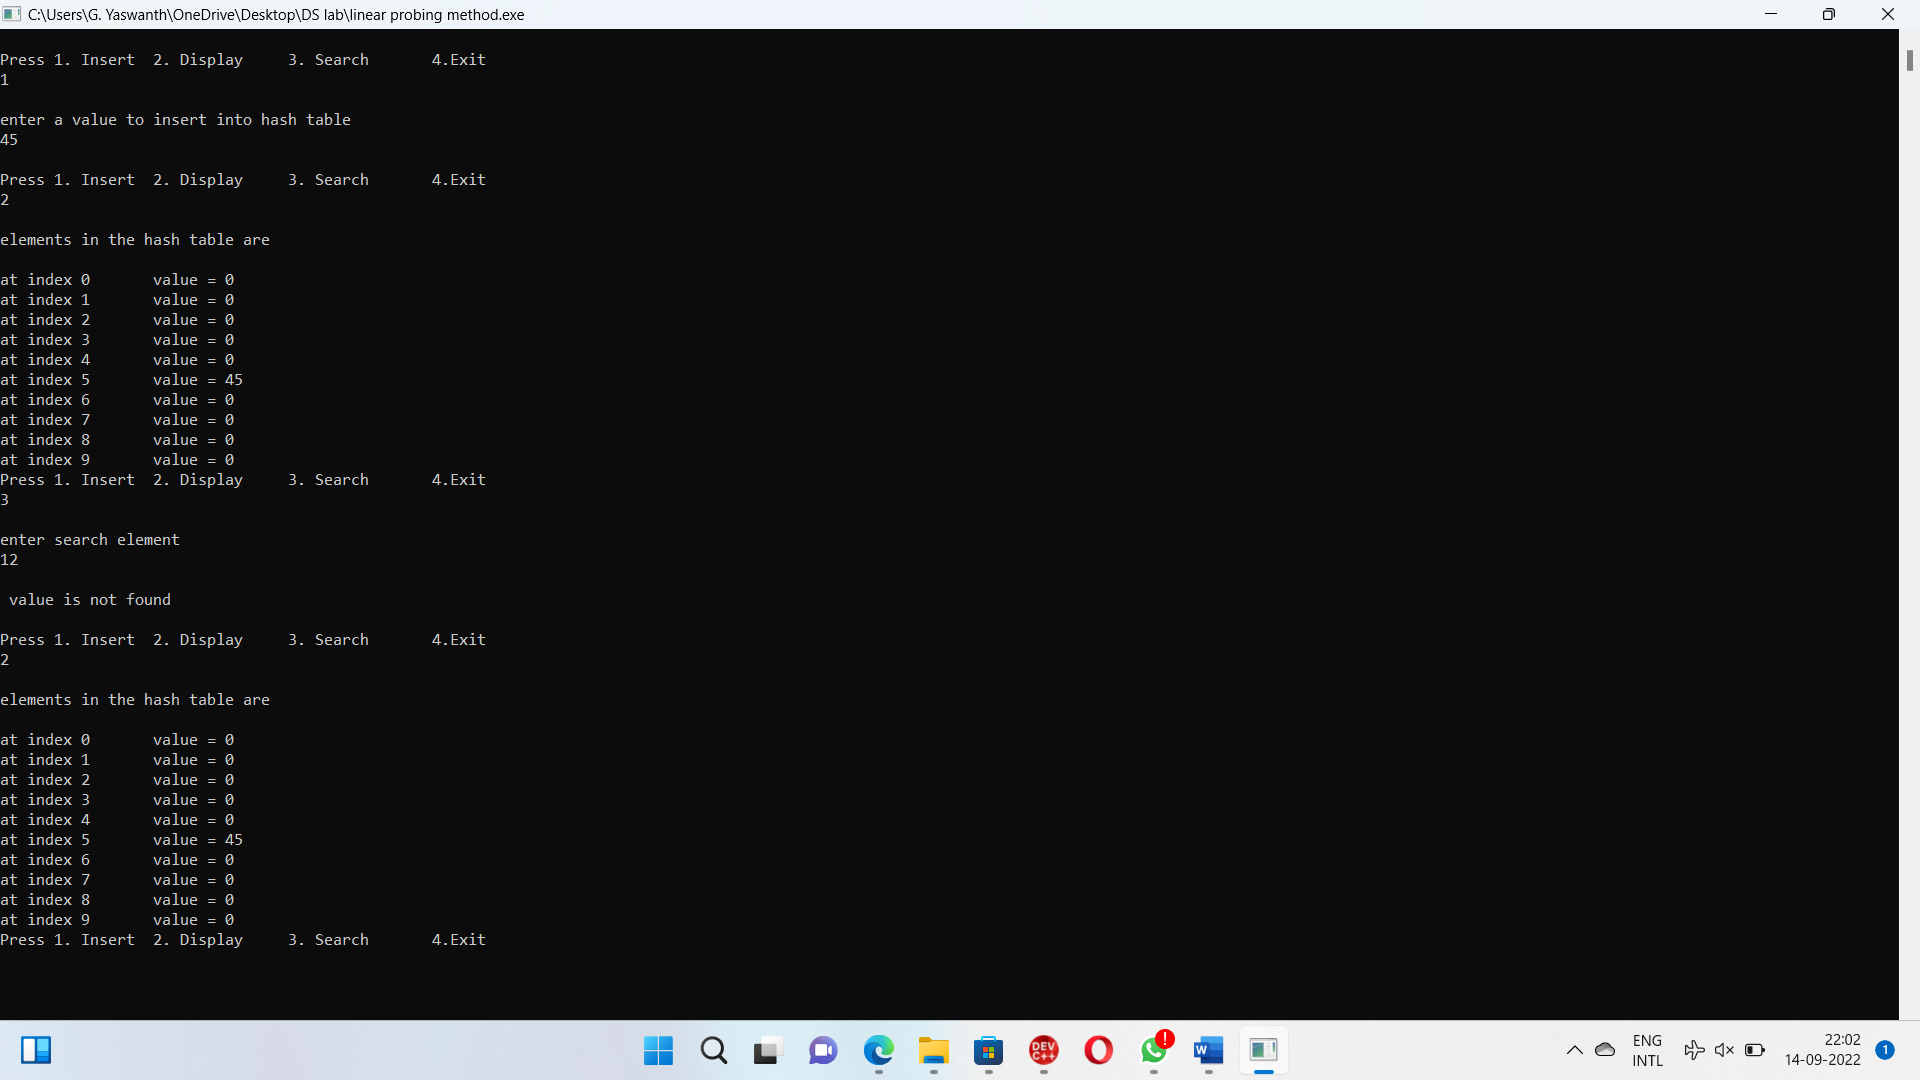 C:\Users\G. Yaswanth\OneDrive\Desktop\DS lab\linear probing method.exe
Press 1. Insert  2. Display     3. Search       4.Exit
1
enter a value to insert into hash table
45
Press 1. Insert  2. Display     3. Search       4.Exit
2
elements in the hash table are
at index 0       value = 0
at index 1       value = 0
at index 2       value = 0
at index 3       value = 0
at index 4       value = 0
at index 5       value = 45
at index 6       value = 0
at index 7       value = 0
at index 8       value = 0
at index 9       value = 0
Press 1. Insert  2. Display     3. Search       4.Exit
3
enter search element
12
value is not found
Press 1. Insert  2. Display     3. Search       4.Exit
2
elements in the hash table are
at index 0       value = 0
at index 1       value = 0
at index 2       value = 0
at index 3       value = 0
at index 4       value = 0
at index 5       value = 45
at index 6       value = 0
at index 7       value = 0
at index 8       value = 0
at index 9       value = 0
Press 1. Insert  2. Display     3. Search       4.Exit
DEV
C++
!
W
ENG
INTL
22:02
14-09-2022
1